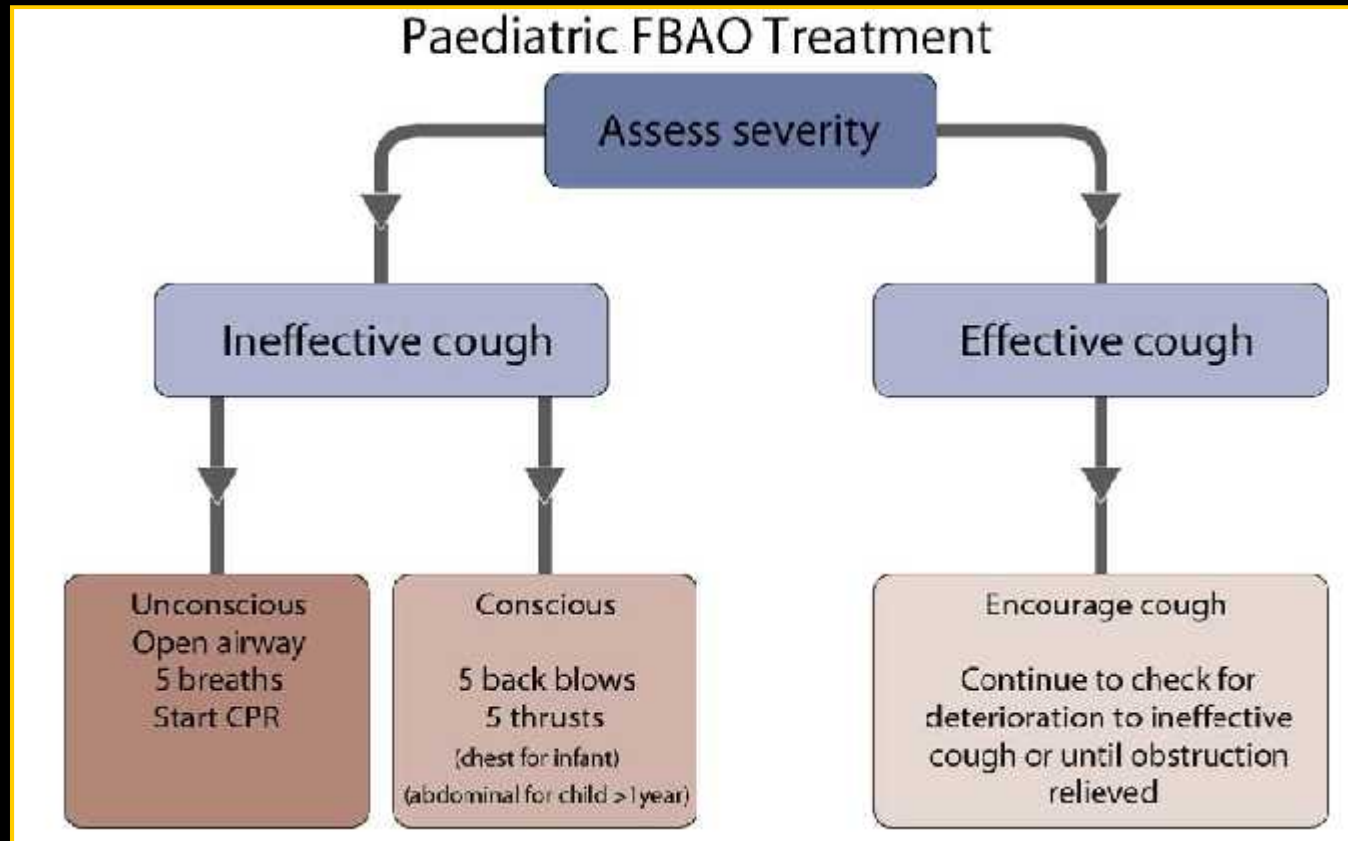 Paediatric FBAO Treatment
Assess severity
Ineffective cough
Effective cough
Unconscious
Open airway
5 breaths
Start CPR
Conscious
5 back blows
5 thrusts
(chest for infant)
(abdominal for child >1year)
Encourage cough
Continue to check for
deterioration to ineffective
cough or until obstruction
relieved